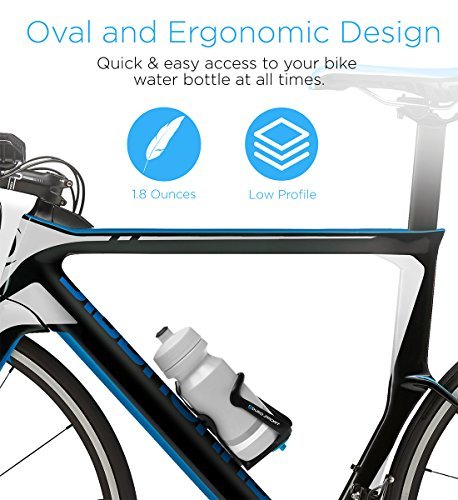 Oval and Ergonomic Design
Quick & easy access to your bike
water bottle at all times.
1.8 Ounces
Low Profile